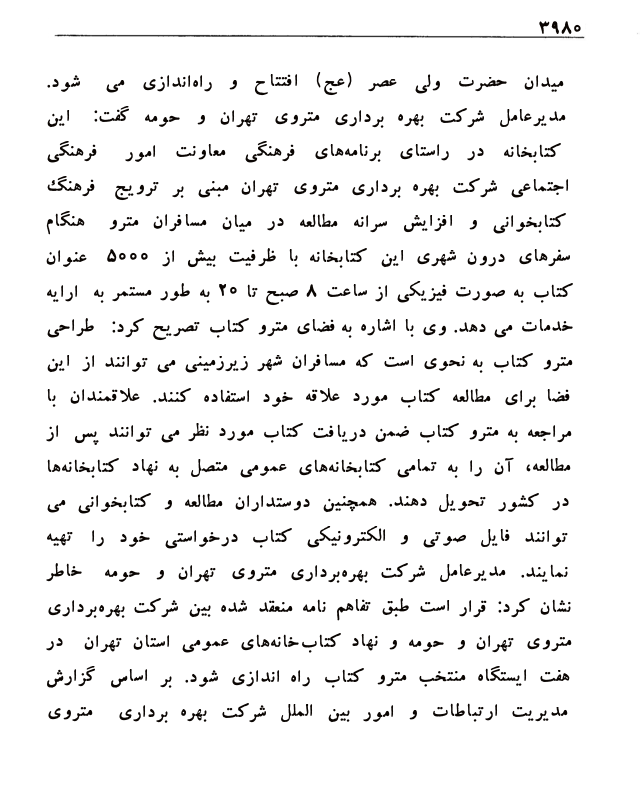 ۳۹۸۰
میدان حضرت ولی عصر (عج) افتتاح و راه‌اندازی می شود.
مدیرعامل شرکت بهره برداری متروی تهران و حومه گفت: این
کتابخانه در راستای برنامه‌های فرهنگی معاونت امور فرهنگی
اجتماعی شرکت بهره برداری متروی تهران مبنی بر ترویج فرهنگ
کتابخوانی و افزایش سرانه مطالعه در میان مسافران مترو هنگام
سفرهای درون شهری این کتابخانه با ظرفیت بیش از ۵۰۰۰ عنوان
کتاب به صورت فیزیکی از ساعت ۸ صبح تا ۲۰ به طور مستمر به ارایه
خدمات می دهد. وی با اشاره به فضای مترو کتاب تصریح کرد: طراحی
مترو کتاب به نحوی است که مسافران شهر زیرزمینی می توانند از این
فضا برای مطالعه کتاب مورد علاقه خود استفاده کنند. علاقمندان با
مراجعه به مترو کتاب ضمن دریافت کتاب مورد نظر می توانند پس از
مطالعه، آن را به تمامی کتابخانه‌های عمومی متصل به نهاد کتابخانه‌ها
در کشور تحویل دهند. همچنین دوستداران مطالعه و کتابخوانی می
توانند فایل صوتی و الکترونیکی کتاب درخواستی خود را تهیه
نمایند. مدیرعامل شرکت بهره‌برداری متروی تهران و حومه خاطر
نشان کرد: قرار است طبق تفاهم نامه منعقد شده بین شرکت بهره‌برداری
متروی تهران و حومه و نهاد کتاب‌خانه‌های عمومی استان تهران در
هفت ایستگاه منتخب مترو کتاب راه اندازی شود. بر اساس گزارش
مدیریت ارتباطات و امور بین الملل شرکت بهره برداری متروی